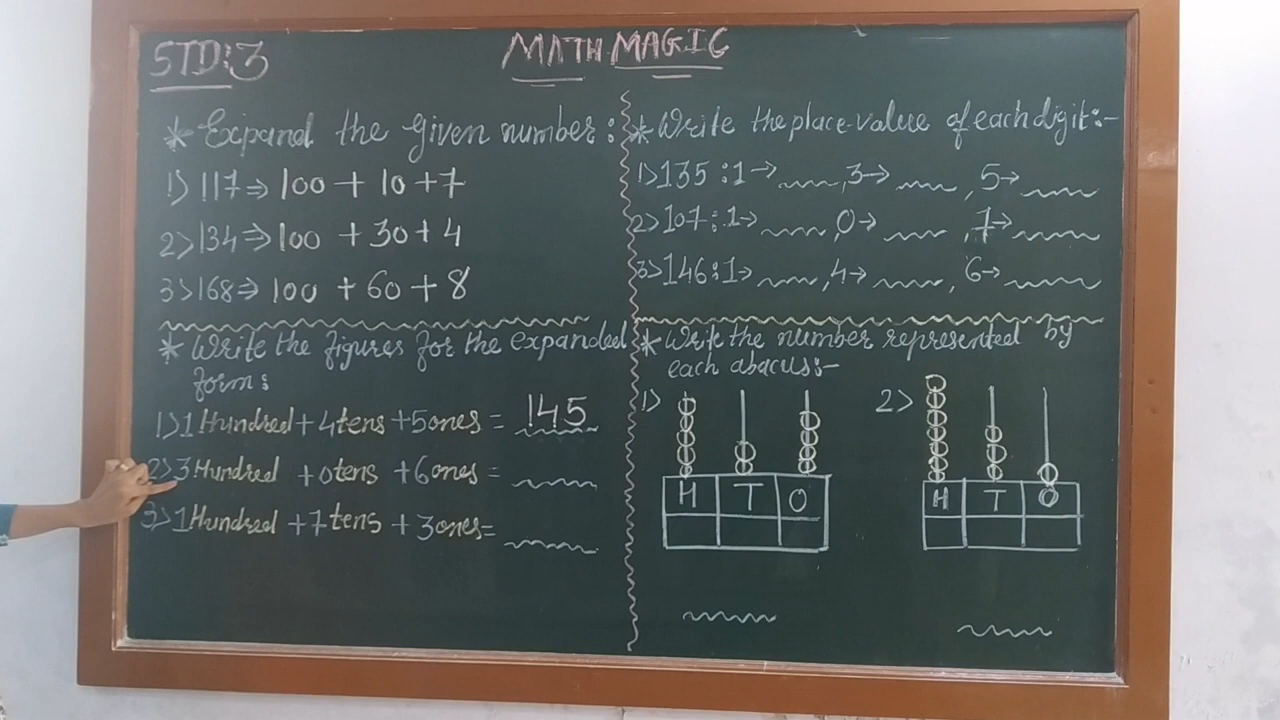 STD:3
MATH MAGIC
* Expand the given number:
1) 117 ⇒ 100 + 10 + 7
2> 134 ⇒ 100 + 30 + 4
3> 168 ⇒ 100 + 60 + 8
* Write the figures for the expanded
form:
1) 1 Hundred + 4 tens + 5 ones = 145
2> 3 Hundred + 0 tens + 6 ones =
3> 1 Hundred + 7 tens + 3 ones =
* Write the place-value of each digit:-
1> 135 : 1 → , 3 → , 5 →
2> 107 : 1 → , 0 → , 7 →
3> 146 : 1 → , 4 → , 6 →
* Write the number represented by
each abacus:-
1) 2>
H T O H T O